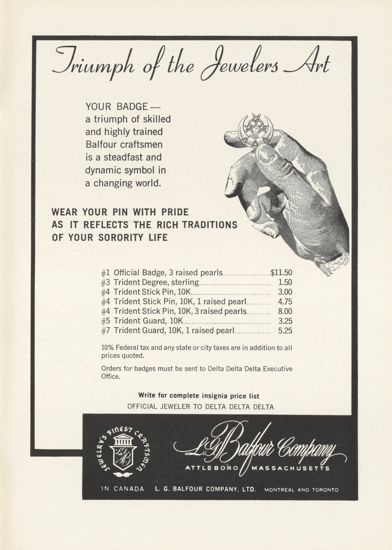 Triumph of the Jewelers Art
YOUR BADGE —
a triumph of skilled
and highly trained
Balfour craftsmen
is a steadfast and
dynamic symbol in
a changing world.
WEAR YOUR PIN WITH PRIDE
AS IT REFLECTS THE RICH TRADITIONS
OF YOUR SORORITY LIFE
#1 Official Badge, 3 raised pearls....................$11.50
#3 Trident Degree, sterling.................... 1.50
#4 Trident Stick Pin, 10K.................... 3.00
#4 Trident Stick Pin, 10K, 1 raised pearl.......... 4.75
#4 Trident Stick Pin, 10K, 3 raised pearls.......... 8.00
#5 Trident Guard, 10K.................... 3.25
#7 Trident Guard, 10K, 1 raised pearl............... 5.25
10% Federal tax and any state or city taxes are in addition to all
prices quoted.
Orders for badges must be sent to Delta Delta Delta Executive
Office.
Write for complete insignia price list
OFFICIAL JEWELER TO DELTA DELTA DELTA
JEWELRY'S FINEST CRAFTSMEN
LGB
L.G. Balfour Company
ATTLEBORO MASSACHUSETTS
IN CANADA L. G. BALFOUR COMPANY, LTD. MONTREAL AND TORONTO